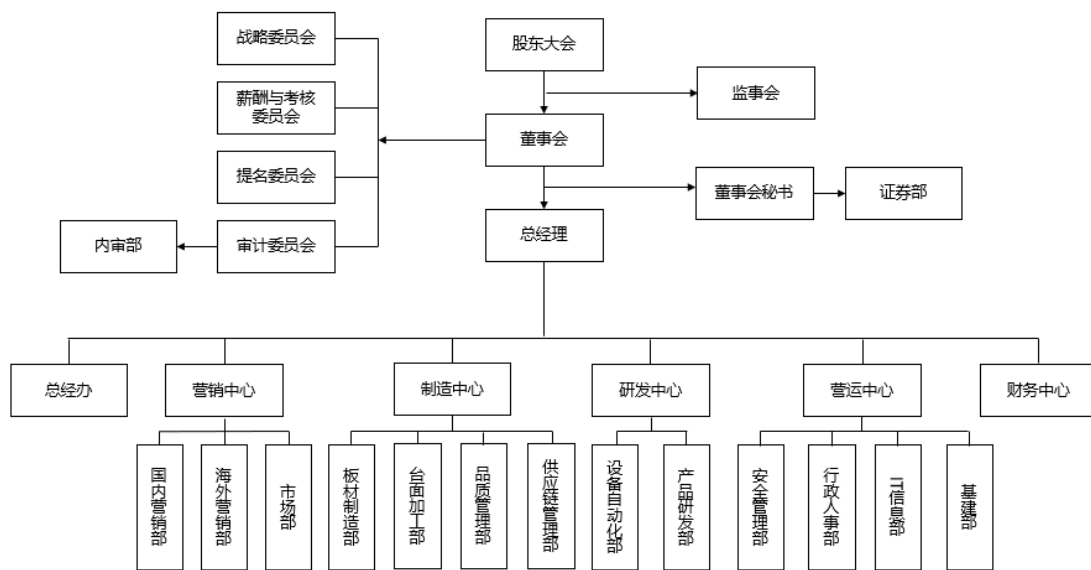 战略委员会
股东大会
薪酬与考核
委员会
监事会
董事会
提名委员会
董事会秘书
证券部
内审部
审计委员会
总经理
总经办
营销中心
制造中心
研发中心
营运中心
财务中心
国内营销部
海外营销部
市场部
板材制造部
台面加工部
品质管理部
供应链管理部
设备自动化部
产品研发部
安全管理部
行政人事部
IT信息部
基建部